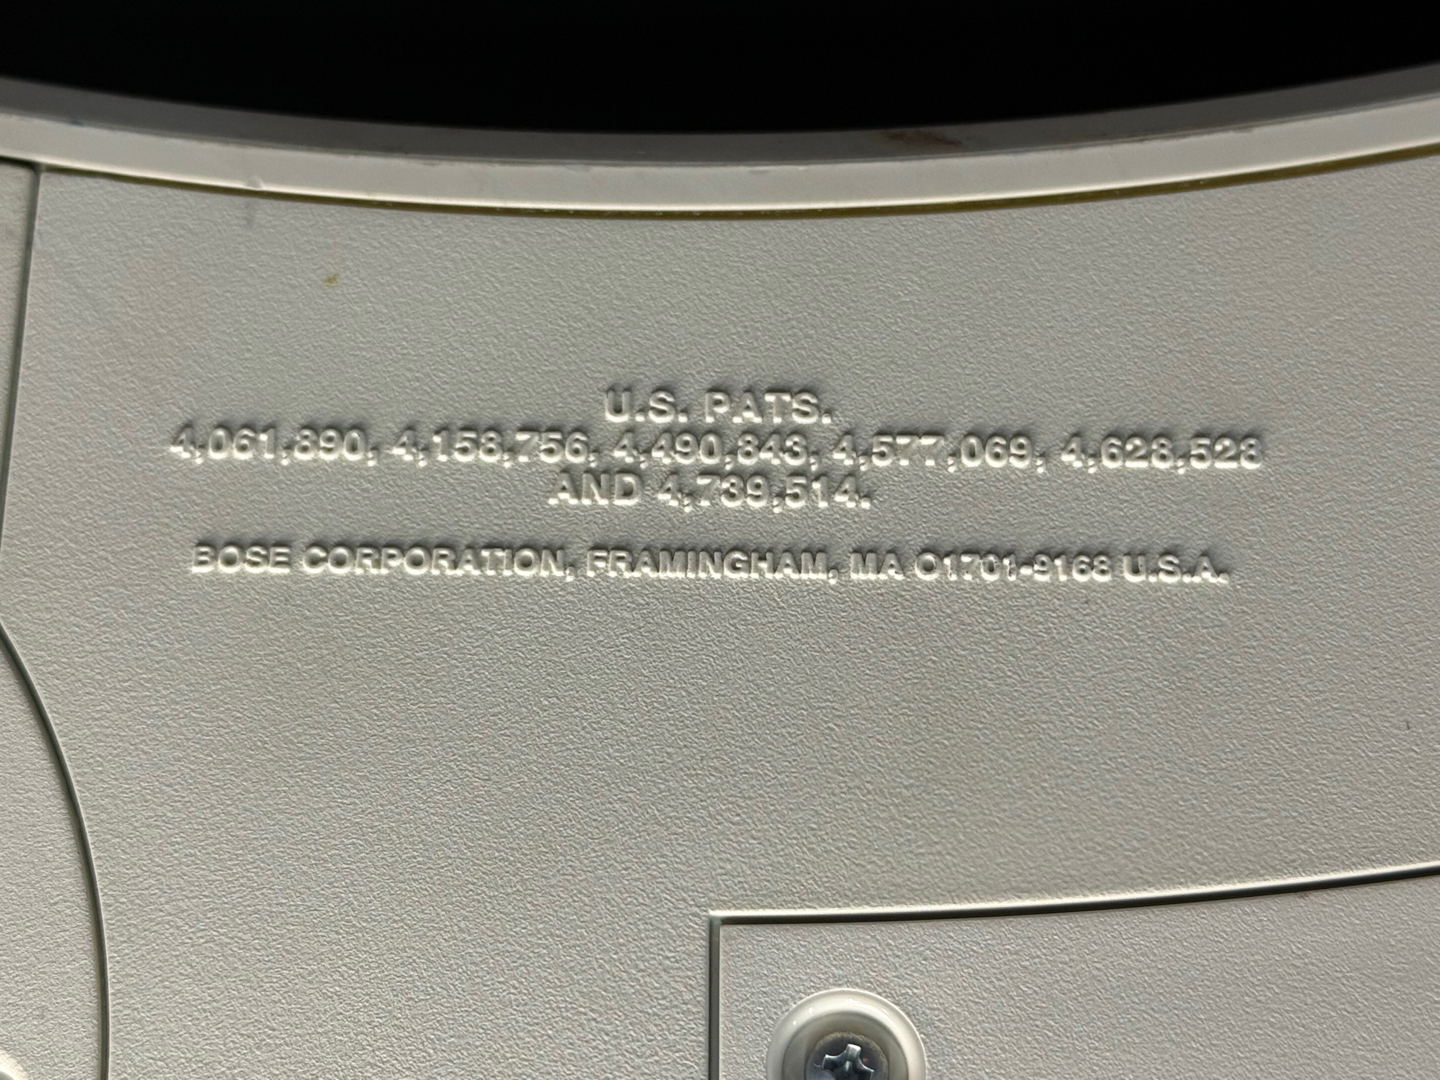 U.S. PATS.
4,061,890, 4,158,756, 4,490,843, 4,577,069, 4,628,528
AND 4,739,514.
BOSE CORPORATION, FRAMINGHAM, MA 01701-9168 U.S.A.